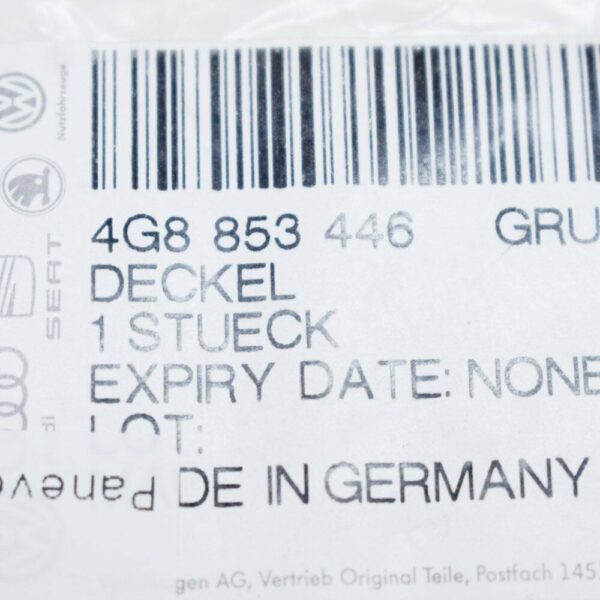 Nutzfahrzeuge
SEAT
4G8 853 446 GRU
DECKEL
1 STUECK
EXPIRY DATE: NONE
LOT:
DE IN GERMANY
gen AG, Vertrieb Original Teile, Postfach 145